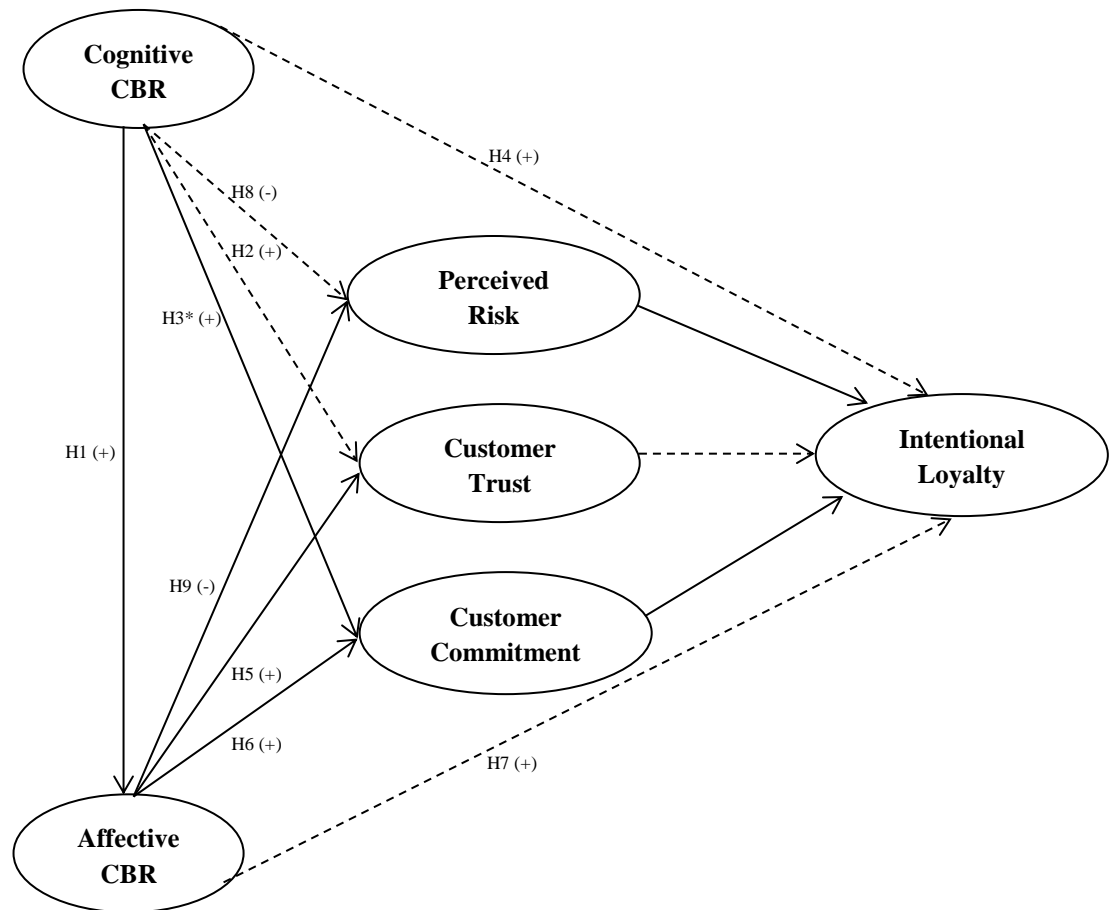 Cognitive
CBR
H4 (+)
H8 (-)
H2 (+)
Perceived
Risk
H3* (+)
H1 (+)
Customer
Trust
Intentional
Loyalty
H9 (-)
Customer
Commitment
H5 (+)
H6 (+)
H7 (+)
Affective
CBR